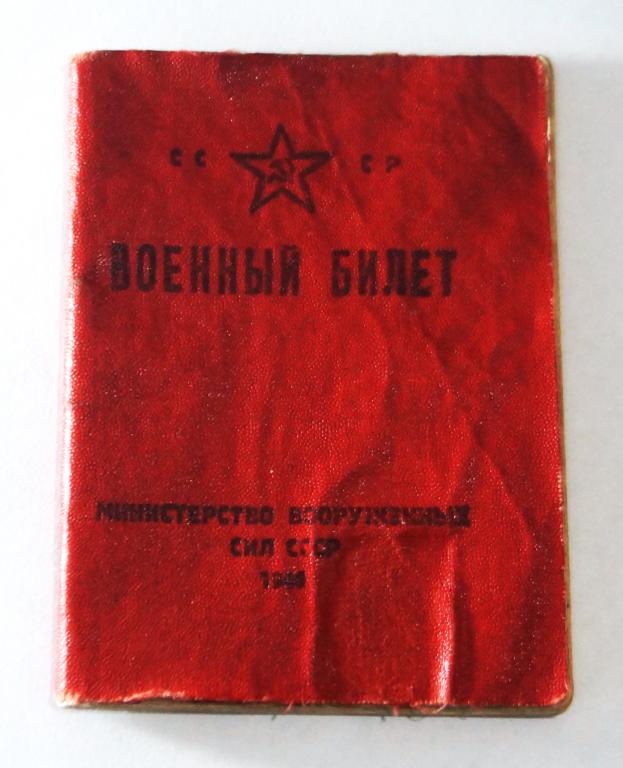 СС СР
ВОЕННЫЙ БИЛЕТ
МИНИСТЕРСТВО ВООРУЖЕННЫХ
СИЛ СССР